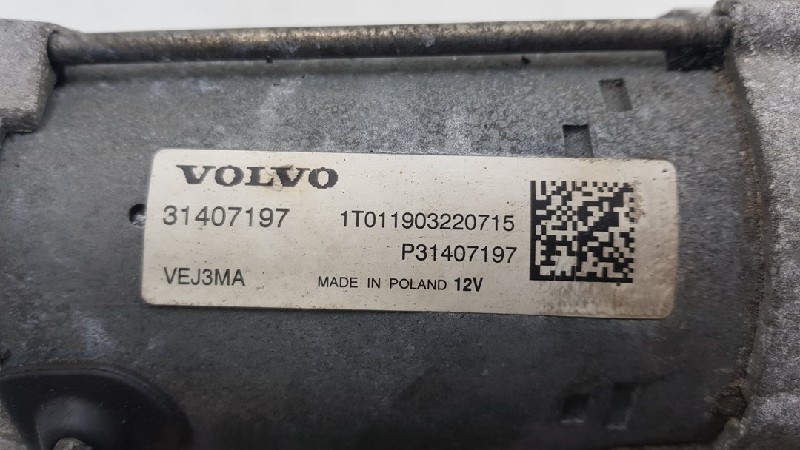 VOLVO
31407197 1T011903220715
P31407197
VEJ3MA MADE IN POLAND 12V